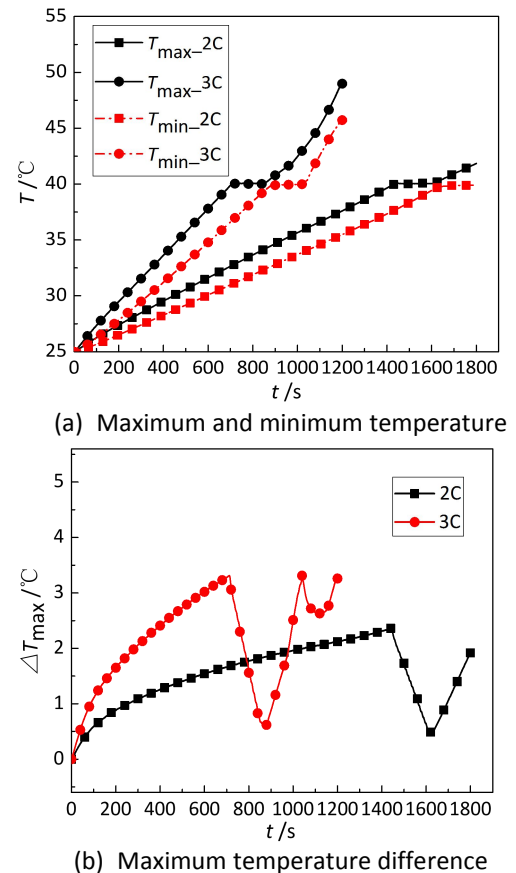 T/℃
50
45
40
35
30
25
Tmax_2C
Tmax_3C
Tmin_2C
Tmin_3C
0 200 400 600 800 1000 1200 1400 1600 1800
t /s
(a) Maximum and minimum temperature
△Tmax /℃
5
4
3
2
1
0
2C
3C
0 200 400 600 800 1000 1200 1400 1600 1800
t /s
(b) Maximum temperature difference